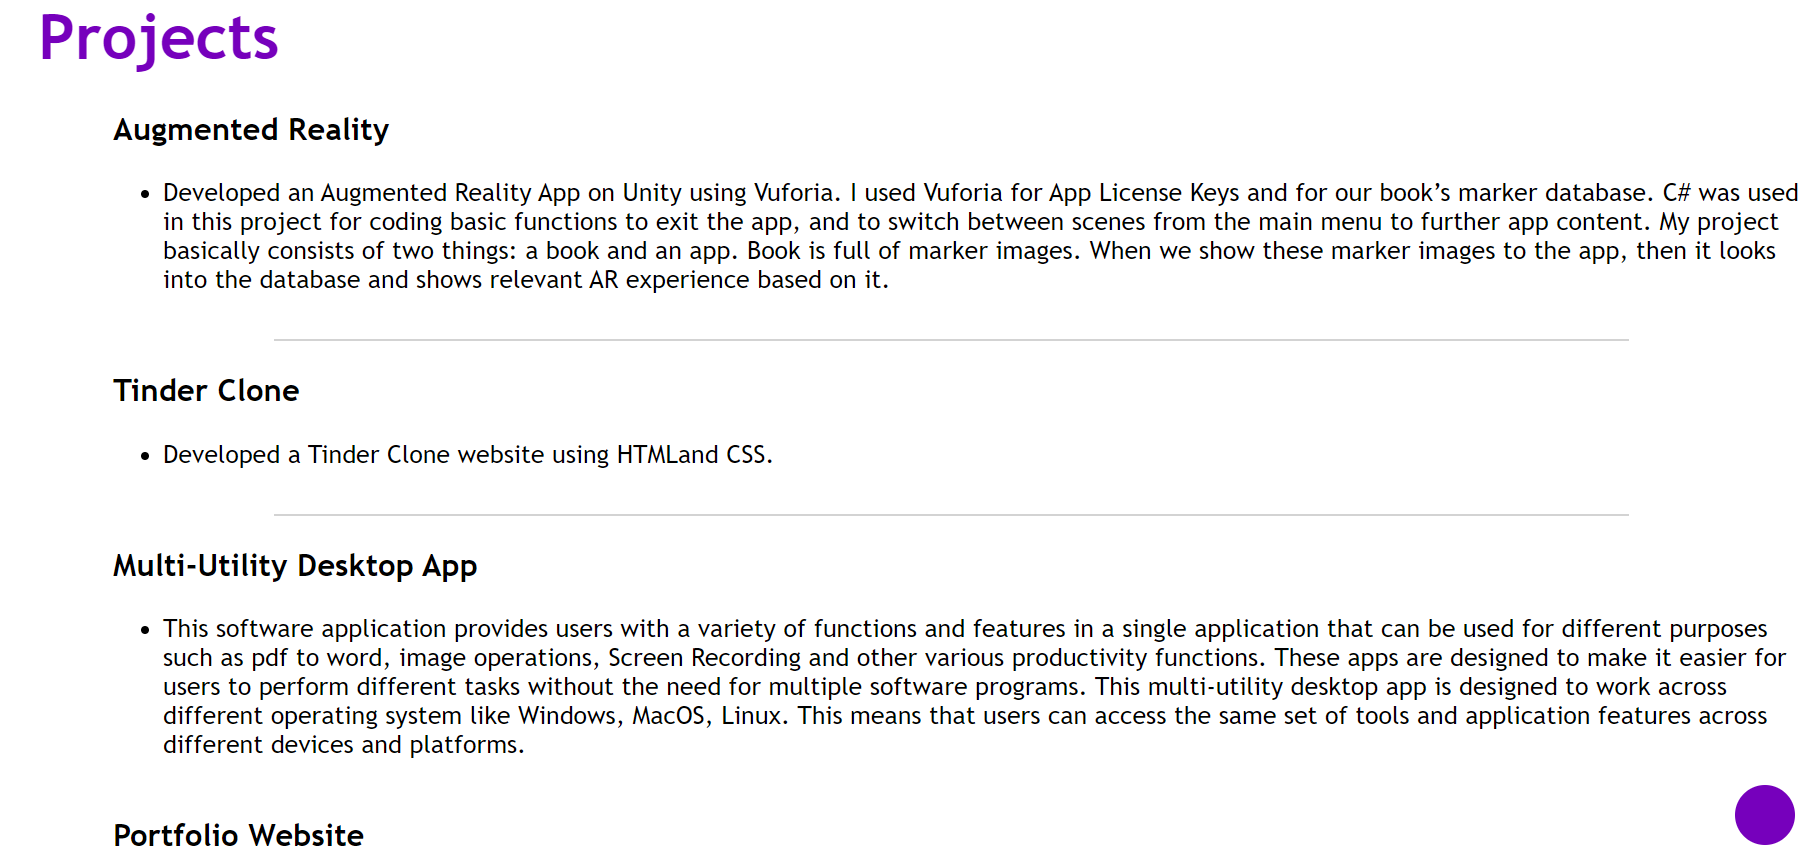 Projects
Augmented Reality
• Developed an Augmented Reality App on Unity using Vuforia. I used Vuforia for App License Keys and for our book’s marker database. C# was used
in this project for coding basic functions to exit the app, and to switch between scenes from the main menu to further app content. My project
basically consists of two things: a book and an app. Book is full of marker images. When we show these marker images to the app, then it looks
into the database and shows relevant AR experience based on it.
Tinder Clone
• Developed a Tinder Clone website using HTMLand CSS.
Multi-Utility Desktop App
• This software application provides users with a variety of functions and features in a single application that can be used for different purposes
such as pdf to word, image operations, Screen Recording and other various productivity functions. These apps are designed to make it easier for
users to perform different tasks without the need for multiple software programs. This multi-utility desktop app is designed to work across
different operating system like Windows, MacOS, Linux. This means that users can access the same set of tools and application features across
different devices and platforms.
Portfolio Website